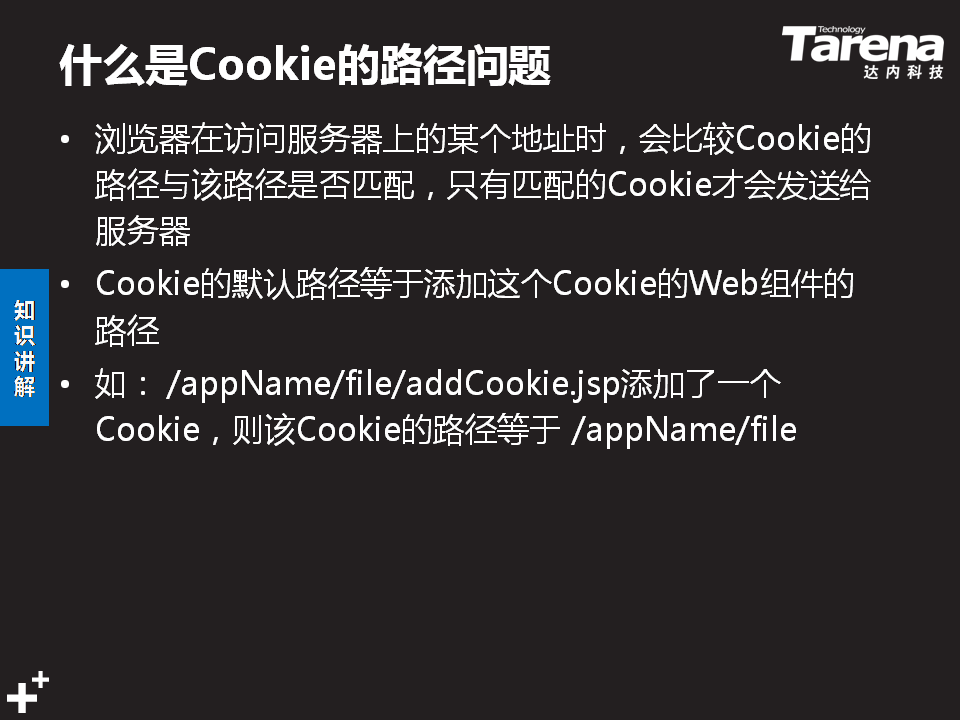 什么是Cookie的路径问题
Technology
Tarena
达内科技
• 浏览器在访问服务器上的某个地址时，会比较Cookie的
路径与该路径是否匹配，只有匹配的Cookie才会发送给
服务器
• Cookie的默认路径等于添加这个Cookie的Web组件的
路径
• 如： /appName/file/addCookie.jsp添加了一个
Cookie，则该Cookie的路径等于 /appName/file
知
识
讲
解